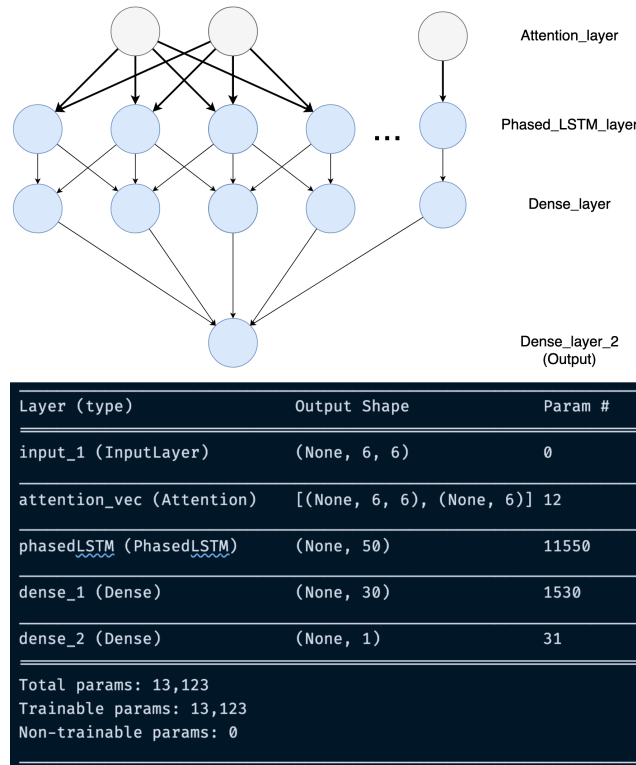 Attention_layer
Phased_LSTM_layer
...
Dense_layer
Dense_layer_2
(Output)
Layer (type) Output Shape Param #
input_1 (InputLayer) (None, 6, 6) 0
attention_vec (Attention) [(None, 6, 6), (None, 6)] 12
phasedLSTM (PhasedLSTM) (None, 50) 11550
dense_1 (Dense) (None, 30) 1530
dense_2 (Dense) (None, 1) 31
Total params: 13,123
Trainable params: 13,123
Non-trainable params: 0